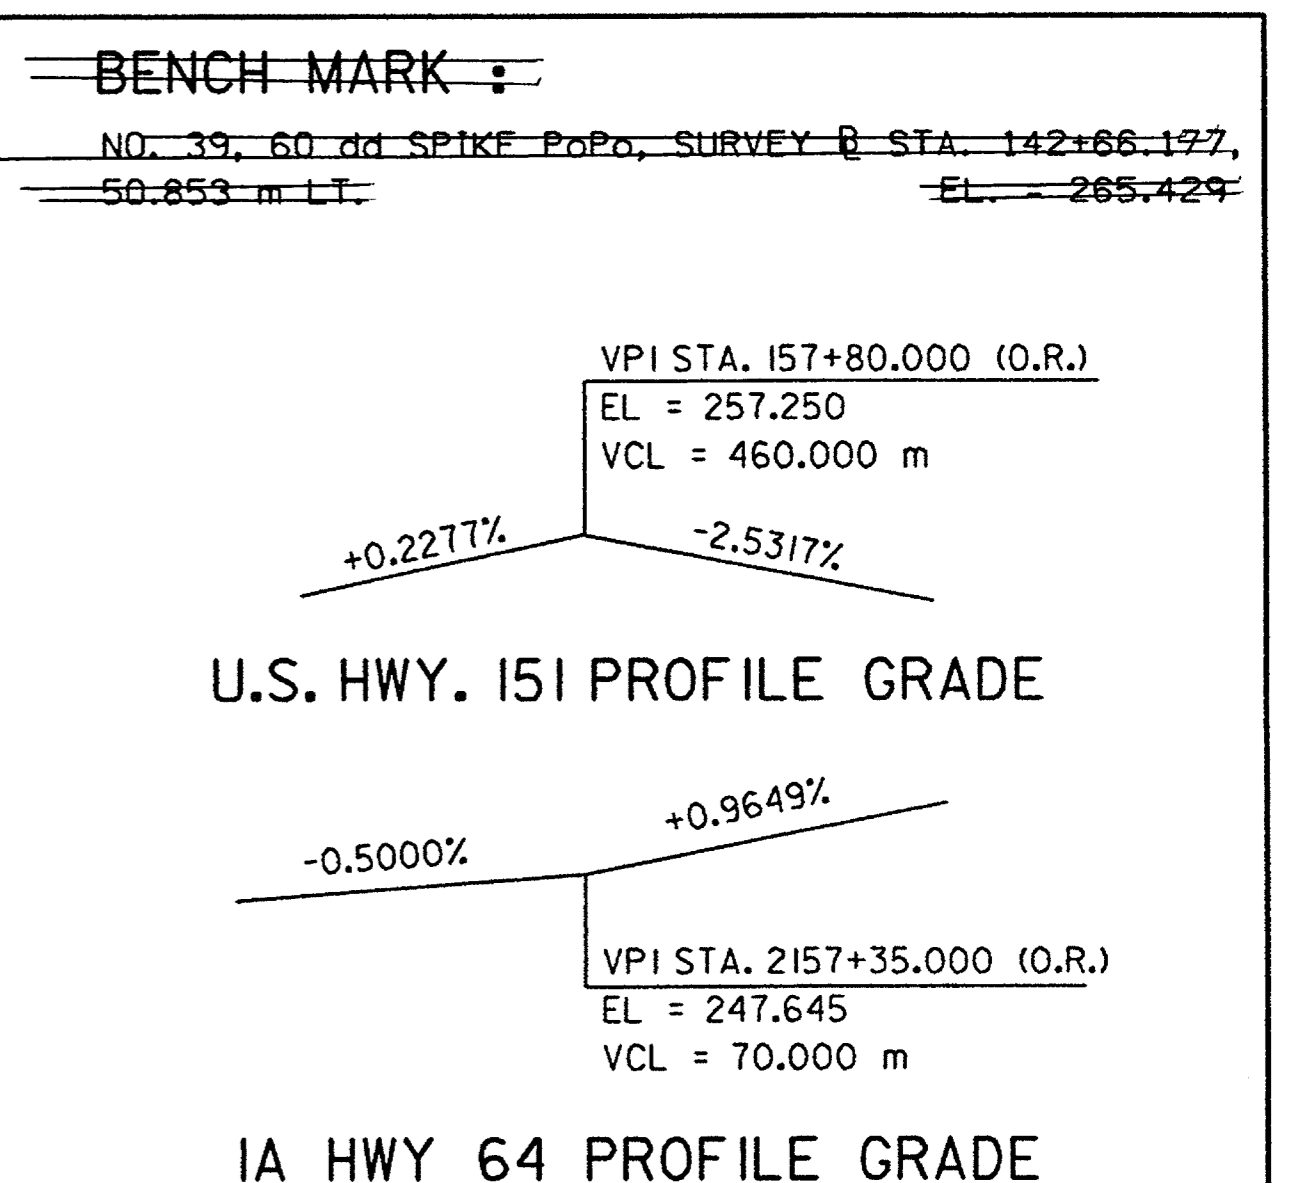 BENCH MARK :
NO. 39, 60 dd SPIKE PoPo, SURVEY ⅊ STA. 142+66.177,
50.853 m LT. EL. - 265.429
VPI STA. 157+80.000 (O.R.)
EL = 257.250
VCL = 460.000 m
+0.2277% -2.5317%
U.S. HWY. 151 PROFILE GRADE
+0.9649%
-0.5000%
VPI STA. 2157+35.000 (O.R.)
EL = 247.645
VCL = 70.000 m
IA HWY 64 PROFILE GRADE